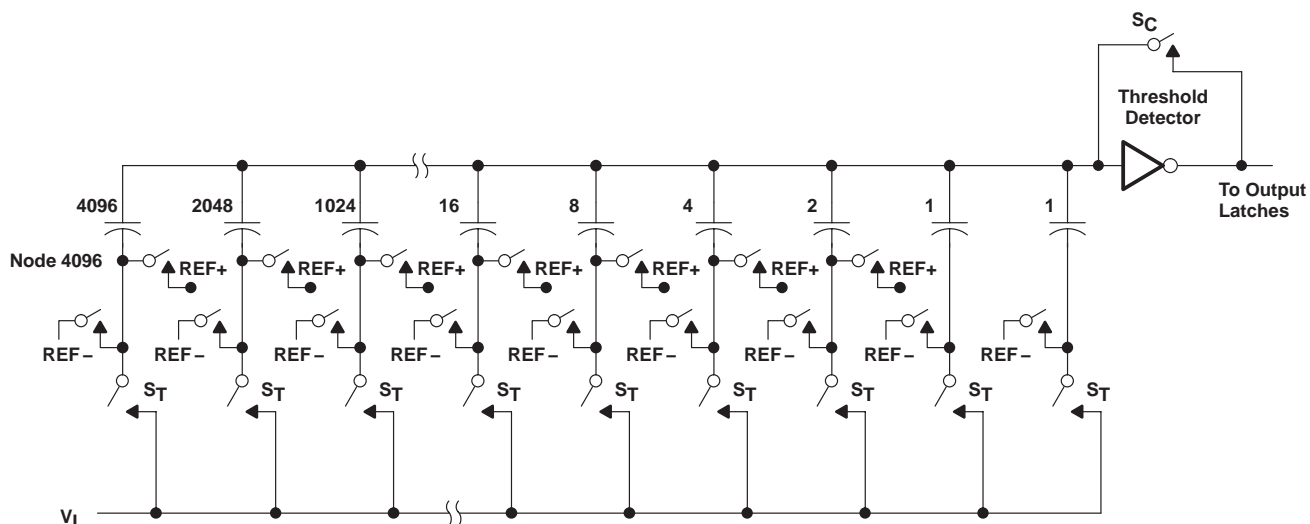 SC
Threshold
Detector
To Output
Latches
4096 2048 1024 16 8 4 2 1 1
Node 4096 REF+ REF+ REF+ REF+ REF+ REF+ REF+
REF– REF– REF– REF– REF– REF– REF– REF– REF–
ST ST ST ST ST ST ST ST ST
VI